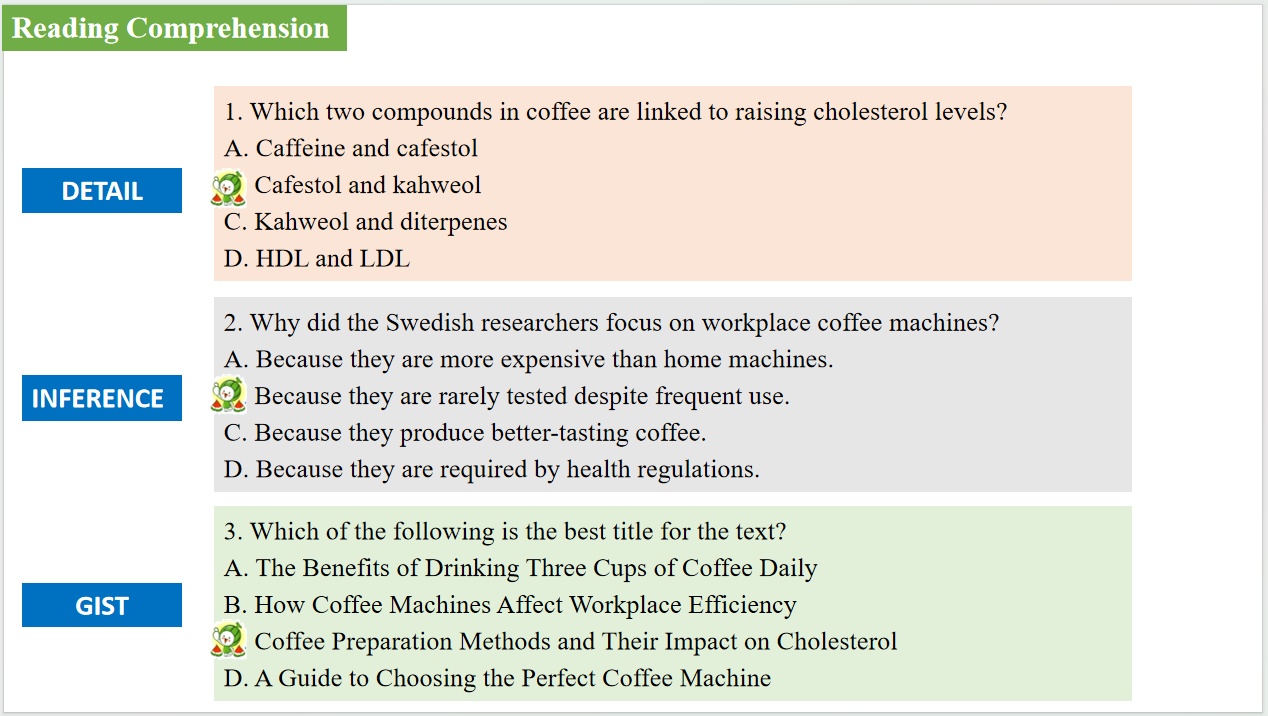 Reading Comprehension
DETAIL
1. Which two compounds in coffee are linked to raising cholesterol levels?
A. Caffeine and cafestol
Cafestol and kahweol
C. Kahweol and diterpenes
D. HDL and LDL
INFERENCE
2. Why did the Swedish researchers focus on workplace coffee machines?
A. Because they are more expensive than home machines.
Because they are rarely tested despite frequent use.
C. Because they produce better-tasting coffee.
D. Because they are required by health regulations.
GIST
3. Which of the following is the best title for the text?
A. The Benefits of Drinking Three Cups of Coffee Daily
B. How Coffee Machines Affect Workplace Efficiency
Coffee Preparation Methods and Their Impact on Cholesterol
D. A Guide to Choosing the Perfect Coffee Machine